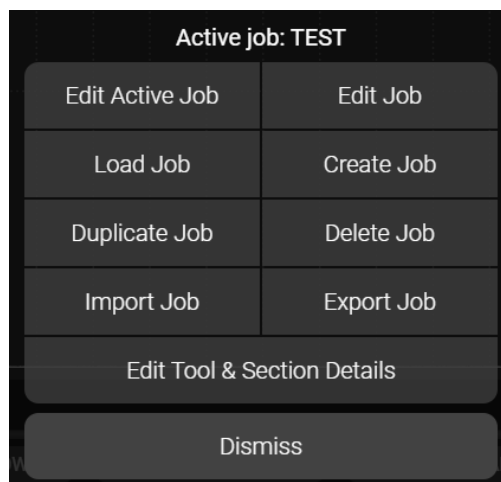 Active job: TEST
Edit Active Job Edit Job
Load Job Create Job
Duplicate Job Delete Job
Import Job Export Job
Edit Tool & Section Details
Dismiss